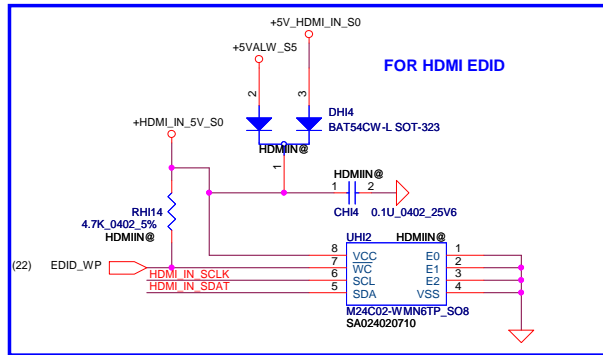 +5V_HDMI_IN_S0
+5VALW_S5
FOR HDMI EDID
2
3
DHI4
BAT54CW-L SOT-323
+HDMI_IN_5V_S0
HDMIIN@
1
HDMIIN@
1
2
CHI4
0.1U_0402_25V6
RHI14
4.7K_0402_5%
HDMIIN@
UHI2
HDMIIN@
(22)
EDID_WP
8
VCC
E0
1
7
WC
E1
2
HDMI_IN_SCLK
6
SCL
E2
3
HDMI_IN_SDAT
5
SDA
VSS
4
M24C02-WMN6TP_SO8
SA024020710